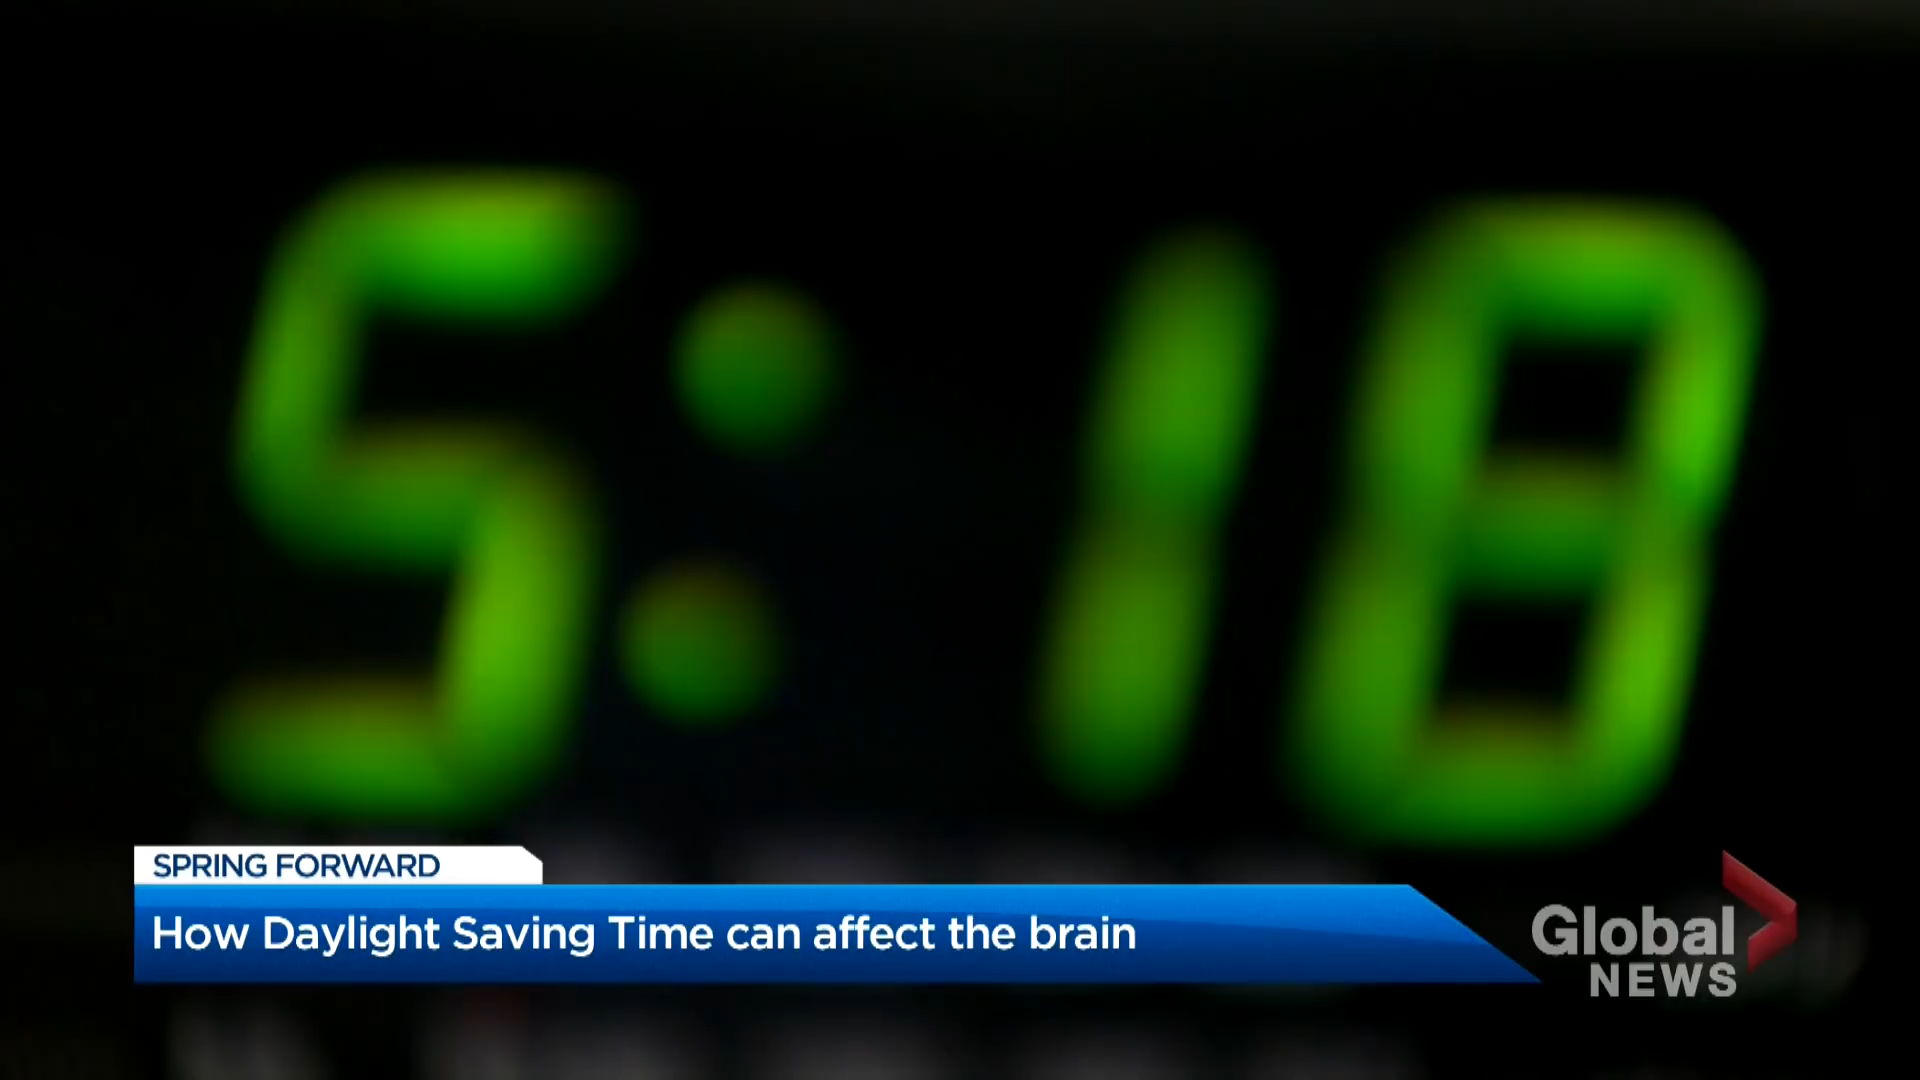 5:18
SPRING FORWARD
How Daylight Saving Time can affect the brain
Global
NEWS